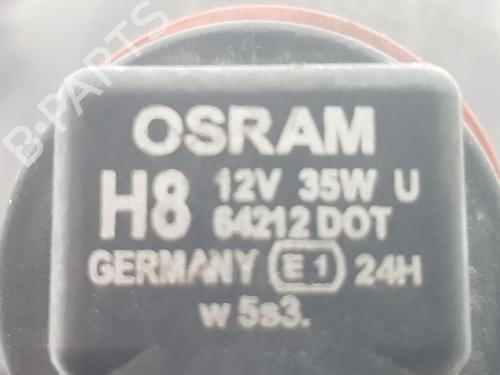 B-PARTS
OSRAM
H8 12V 35W U
64212 DOT
GERMANY E1 24H
w 5s3.